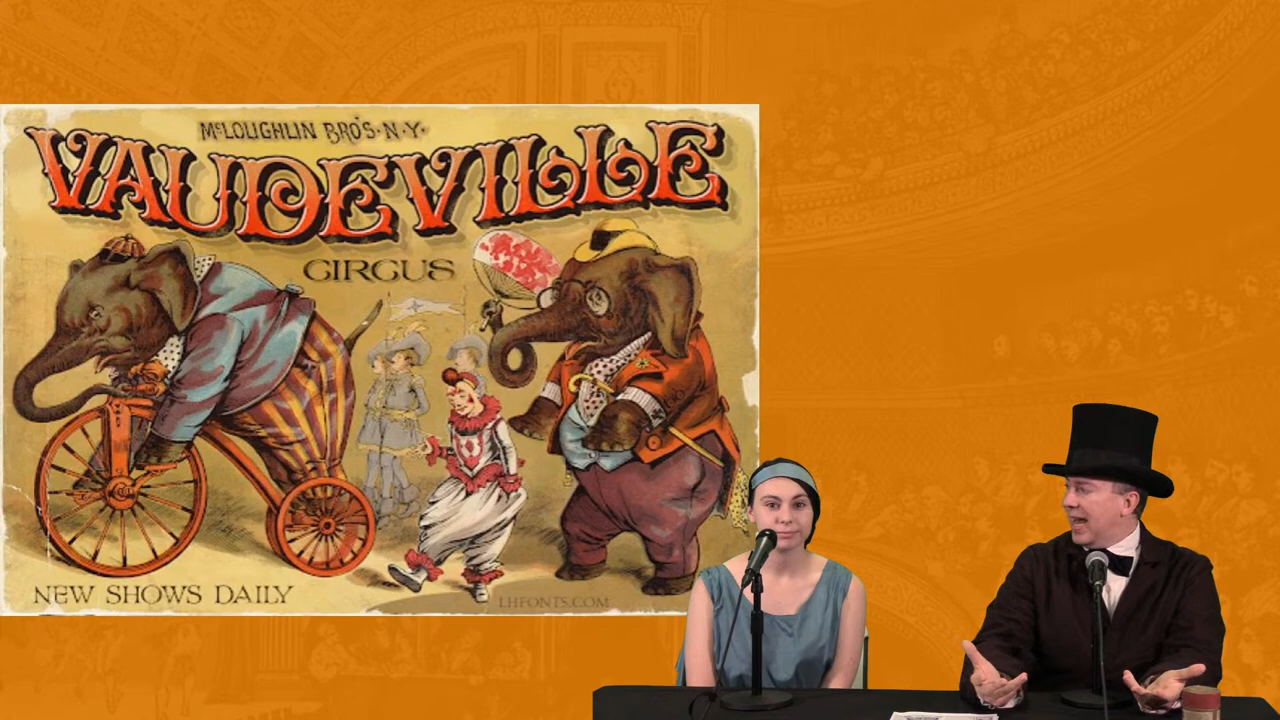 McLOUGHLIN BRO'S. N.Y.
VAUDEVILLE
CIRCUS
NEW SHOWS DAILY
LHFONTS.COM